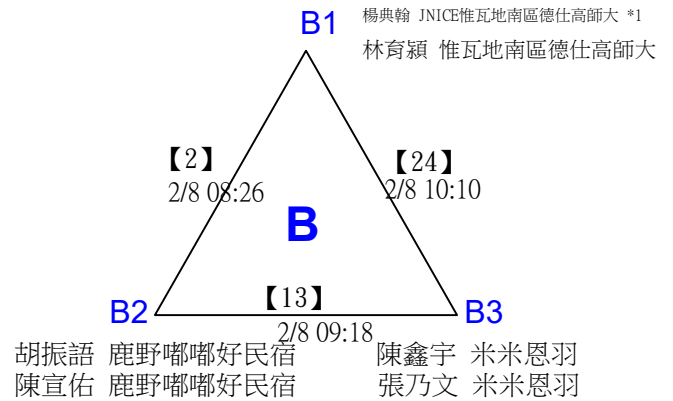 B1
楊典翰 JNICE惟瓦地南區德仕高師大 *1
林育潁 惟瓦地南區德仕高師大
【2】
2/8 08:26
【24】
2/8 10:10
B
【13】
2/8 09:18
B2
B3
胡振語 鹿野嘟嘟好民宿
陳宣佑 鹿野嘟嘟好民宿
陳鑫宇 米米恩羽
張乃文 米米恩羽